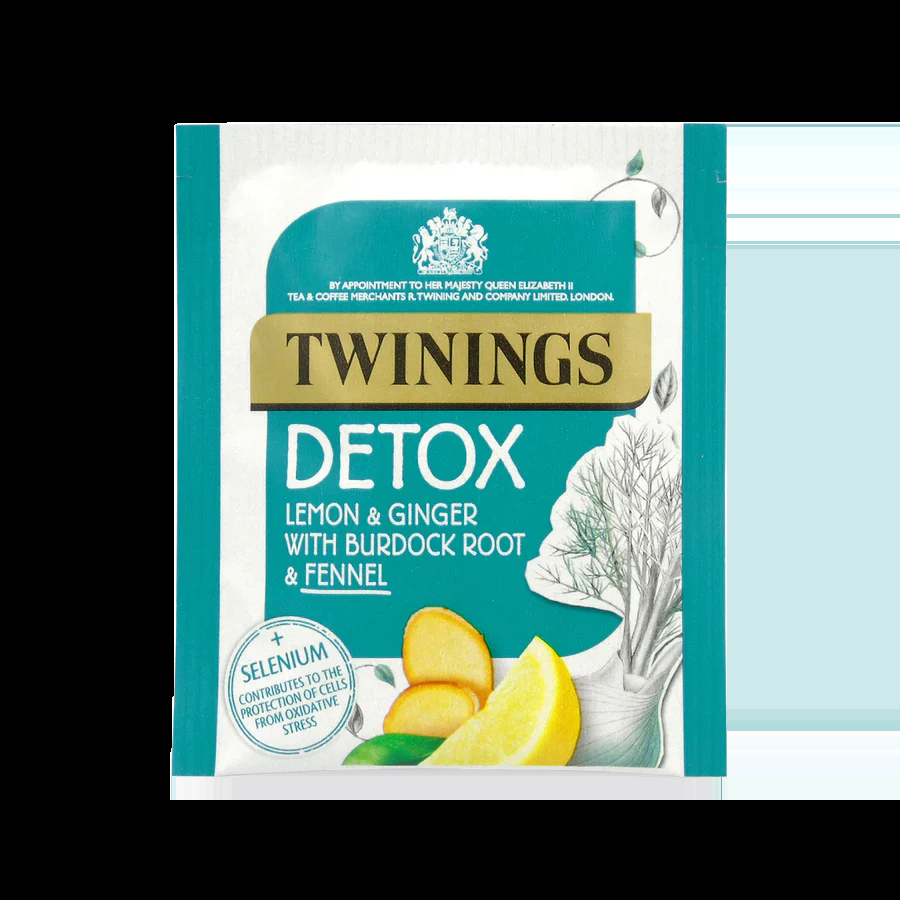 BY APPOINTMENT TO HER MAJESTY QUEEN ELIZABETH II
TEA & COFFEE MERCHANTS R. TWINING AND COMPANY LIMITED. LONDON.
TWININGS
DETOX
LEMON & GINGER
WITH BURDOCK ROOT
& FENNEL
+
SELENIUM
CONTRIBUTES TO THE
PROTECTION OF CELLS
FROM OXIDATIVE
STRESS